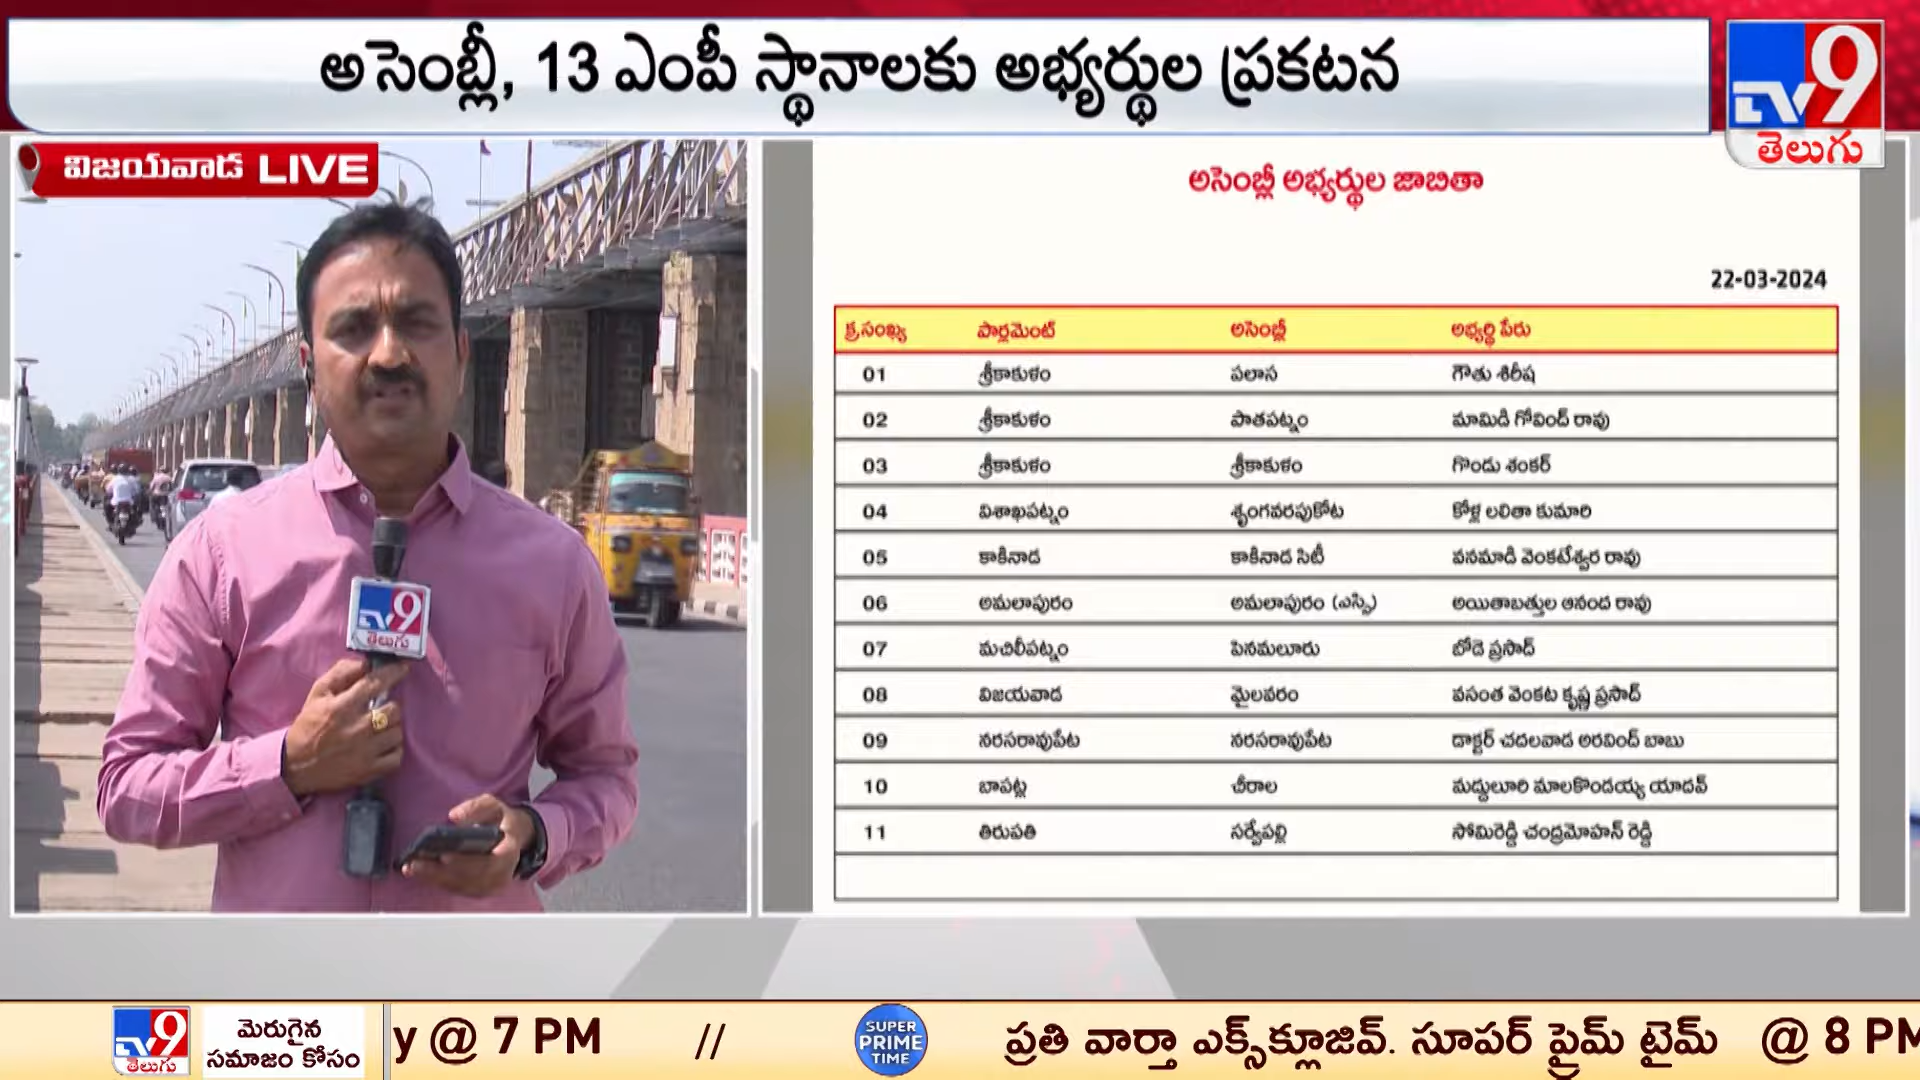 అసెంబ్లీ, 13 ఎంపీ స్థానాలకు అభ్యర్థుల ప్రకటన
TV9
తెలుగు
విజయవాడ LIVE
అసెంబ్లీ అభ్యర్థుల జాబితా
22-03-2024
క్ర.సంఖ్య పార్లమెంట్ అసెంబ్లీ అభ్యర్థి పేరు
01 శ్రీకాకుళం పలాస గౌతు శిరీష
02 శ్రీకాకుళం పాతపట్నం మామిడి గోవింద్ రావు
03 శ్రీకాకుళం శ్రీకాకుళం గొండు శంకర్
04 విశాఖపట్నం శృంగవరపుకోట కోళ్ల లలితా కుమారి
05 కాకినాడ కాకినాడ సిటీ వనమాడి వెంకటేశ్వర రావు
06 అమలాపురం అమలాపురం (ఎస్సి) అయితాబత్తుల ఆనంద రావు
07 మచిలీపట్నం పెనమలూరు బోడె ప్రసాద్
08 విజయవాడ మైలవరం వసంత వెంకట కృష్ణ ప్రసాద్
09 నరసరావుపేట నరసరావుపేట డాక్టర్ చదలవాడ అరవింద్ బాబు
10 బాపట్ల చీరాల మద్దులూరి మాలకొండయ్య యాదవ్
11 తిరుపతి సర్వేపల్లి సోమిరెడ్డి చంద్రమోహన్ రెడ్డి
TV9
తెలుగు
TV9
తెలుగు
మెరుగైన
సమాజం కోసం
y @ 7 PM // SUPER PRIME TIME ప్రతి వార్తా ఎక్స్‌క్లూజివ్. సూపర్ ప్రైమ్ టైమ్ @ 8 PM